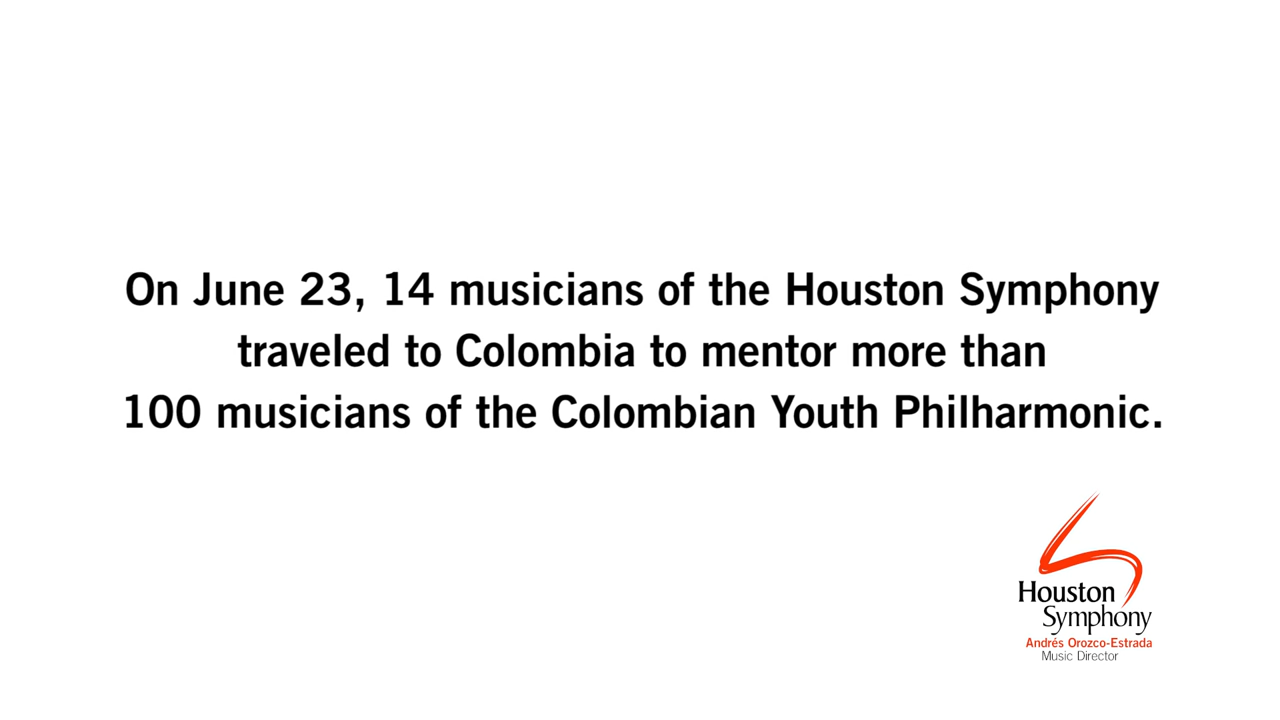 On June 23, 14 musicians of the Houston Symphony
traveled to Colombia to mentor more than
100 musicians of the Colombian Youth Philharmonic.
Houston
Symphony
Andrés Orozco-Estrada
Music Director